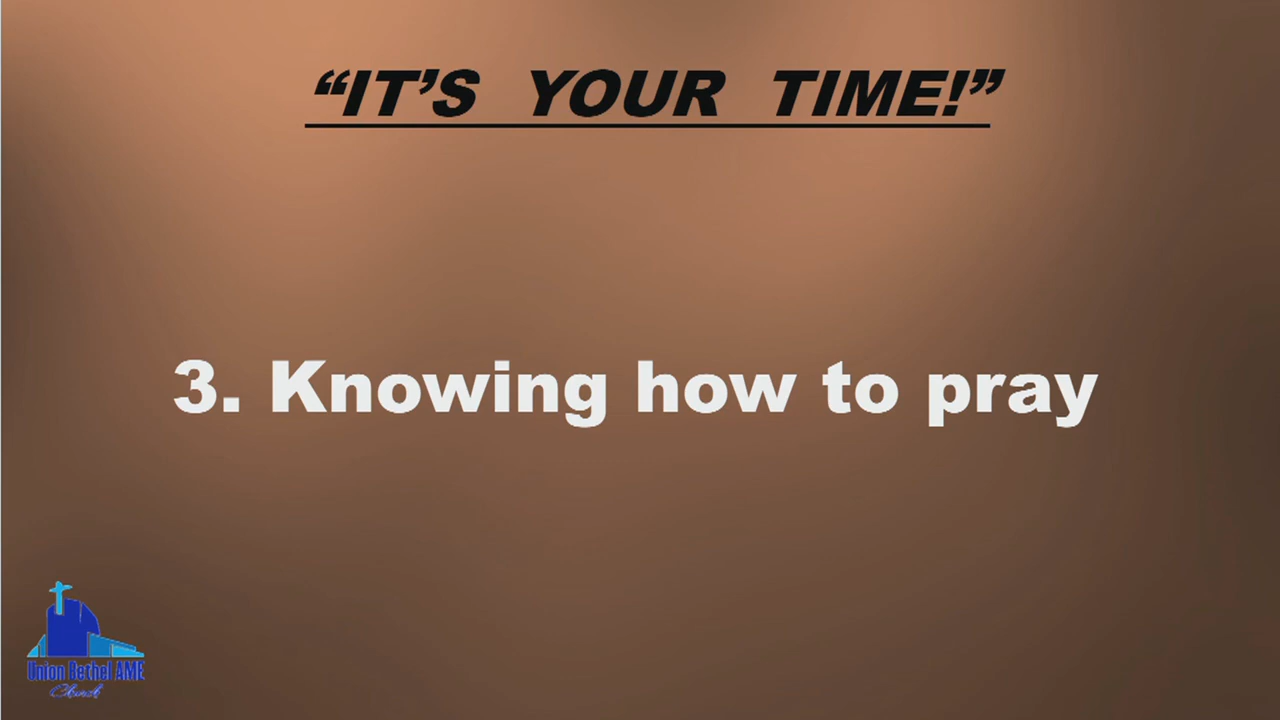 “IT’S YOUR TIME!”
3. Knowing how to pray
Union Bethel AME
Church